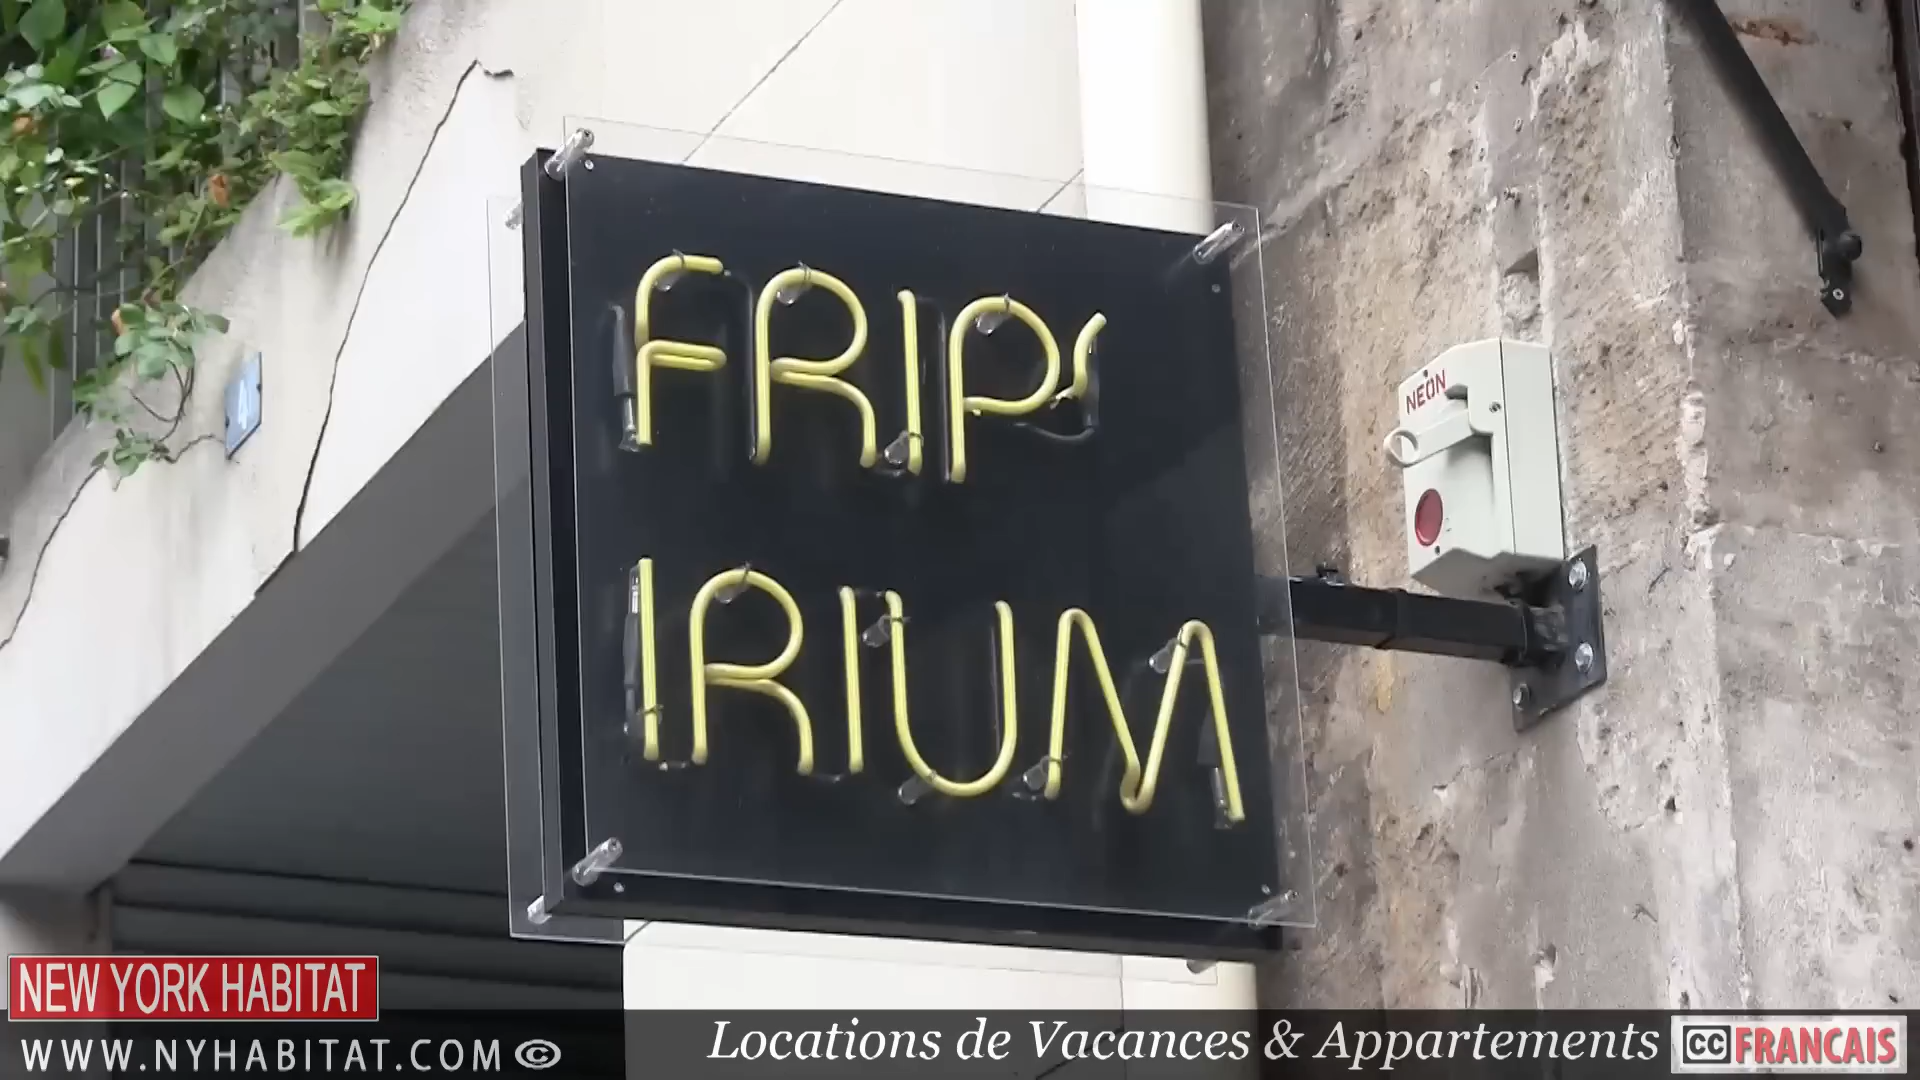 FRIPS
IRIUM
4
NEON
NEW YORK HABITAT
WWW.NYHABITAT.COM ©
Locations de Vacances & Appartements
CC FRANCAIS